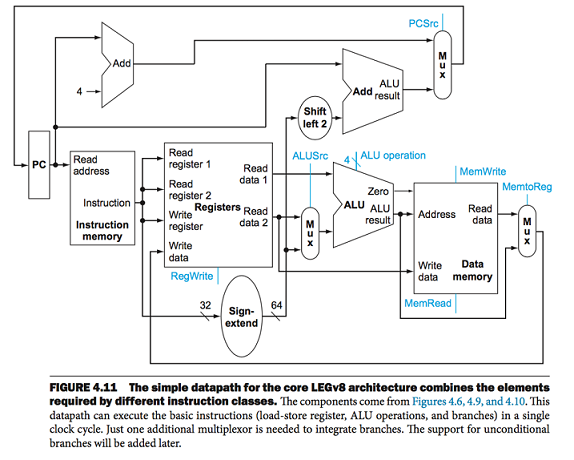 PCSrc
Add
4
M
u
x
Add ALU
result
Shift
left 2
PC
Read
address
Instruction
Instruction
memory
Read
register 1
Read
register 2
Write
register
Write
data
Registers
Read
data 1
Read
data 2
RegWrite
ALUSrc
M
u
x
4 ALU operation
Zero
ALU ALU
result
MemWrite
Address
Read
data
Write
data
Data
memory
MemRead
MemtoReg
M
u
x
32
Sign-
extend
64
FIGURE 4.11 The simple datapath for the core LEGv8 architecture combines the elements
required by different instruction classes. The components come from Figures 4.6, 4.9, and 4.10. This
datapath can execute the basic instructions (load-store register, ALU operations, and branches) in a single
clock cycle. Just one additional multiplexor is needed to integrate branches. The support for unconditional
branches will be added later.